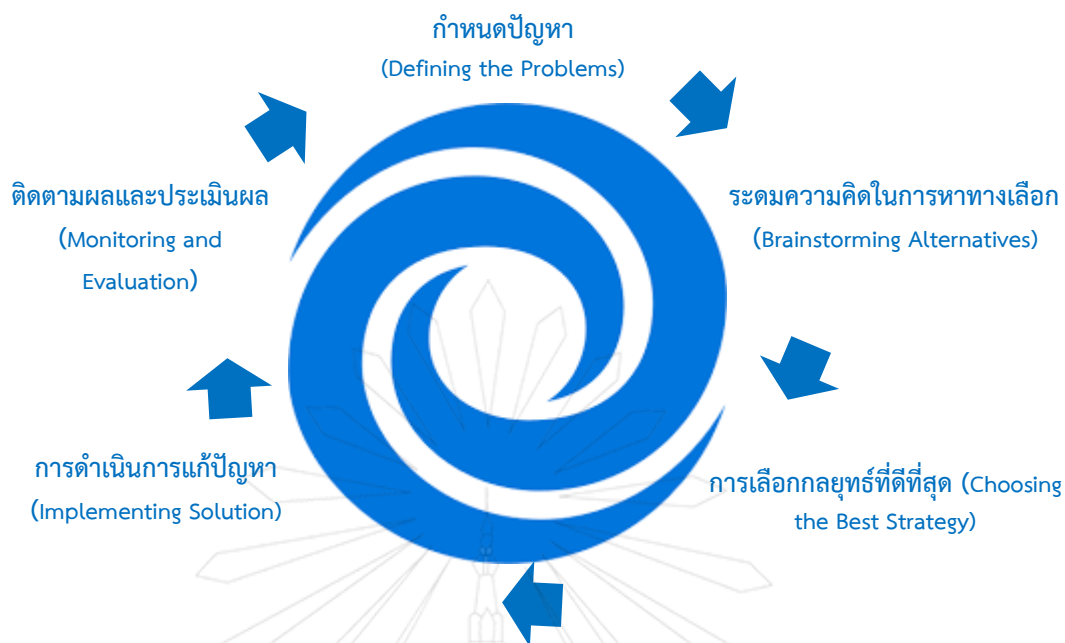 กำหนดปัญหา
(Defining the Problems)
ระดมความคิดในการหาทางเลือก
(Brainstorming Alternatives)
การเลือกกลยุทธ์ที่ดีที่สุด (Choosing
the Best Strategy)
การดำเนินการแก้ปัญหา
(Implementing Solution)
ติดตามผลและประเมินผล
(Monitoring and
Evaluation)